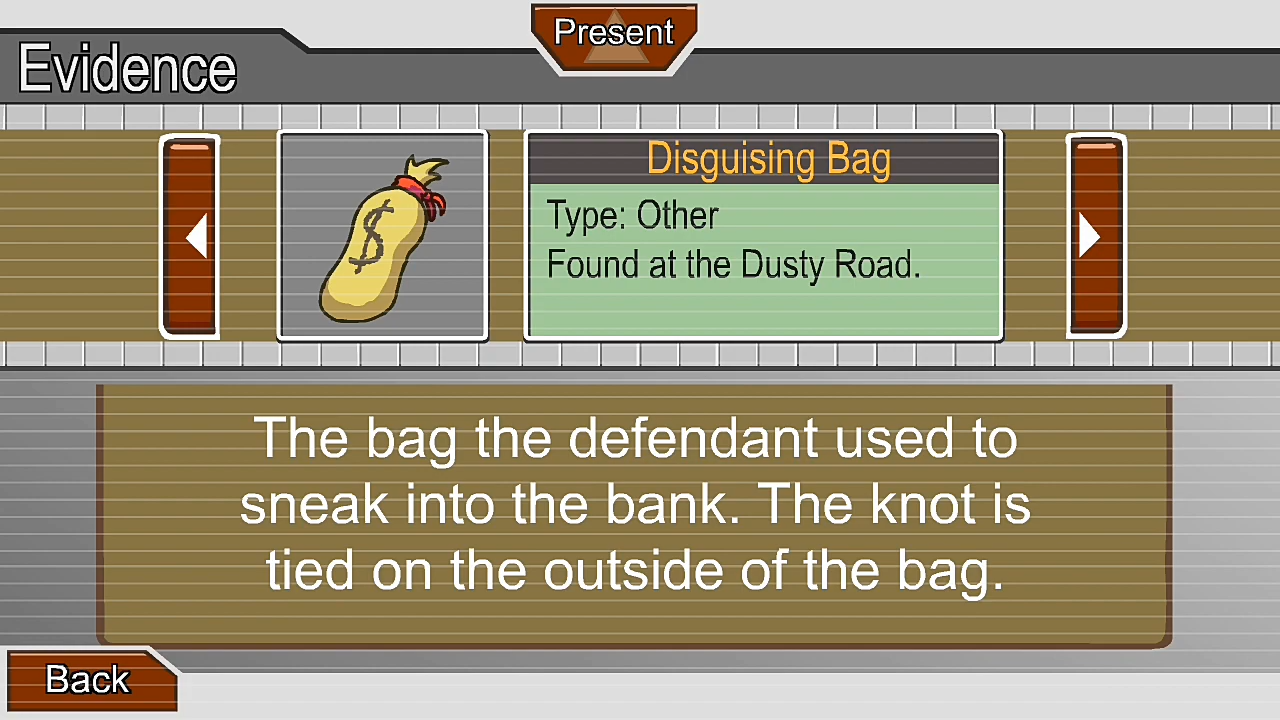 Present
Evidence
Disguising Bag
Type: Other
Found at the Dusty Road.
$
The bag the defendant used to
sneak into the bank. The knot is
tied on the outside of the bag.
Back